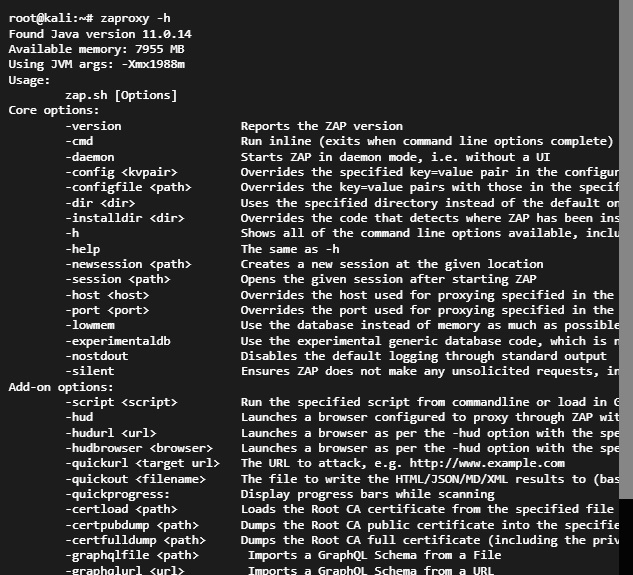 root@kali:~# zaproxy -h
Found Java version 11.0.14
Available memory: 7955 MB
Using JVM args: -Xmx1988m
Usage:
zap.sh [Options]
Core options:
-version Reports the ZAP version
-cmd Run inline (exits when command line options complete)
-daemon Starts ZAP in daemon mode, i.e. without a UI
-config <kvpair> Overrides the specified key=value pair in the configur
-configfile <path> Overrides the key=value pairs with those in the specif
-dir <dir> Uses the specified directory instead of the default on
-installdir <dir> Overrides the code that detects where ZAP has been ins
-h Shows all of the command line options available, inclu
-help The same as -h
-newsession <path> Creates a new session at the given location
-session <path> Opens the given session after starting ZAP
-host <host> Overrides the host used for proxying specified in the
-port <port> Overrides the port used for proxying specified in the
-lowmem Use the database instead of memory as much as possible
-experimentaldb Use the experimental generic database code, which is n
-nostdout Disables the default logging through standard output
-silent Ensures ZAP does not make any unsolicited requests, in
Add-on options:
-script <script> Run the specified script from commandline or load in G
-hud Launches a browser configured to proxy through ZAP wit
-hudurl <url> Launches a browser as per the -hud option with the spe
-hudbrowser <browser> Launches a browser as per the -hud option with the spe
-quickurl <target url> The URL to attack, e.g. http://www.example.com
-quickout <filename> The file to write the HTML/JSON/MD/XML results to (bas
-quickprogress: Display progress bars while scanning
-certload <path> Loads the Root CA certificate from the specified file
-certpubdump <path> Dumps the Root CA public certificate into the specifie
-certfulldump <path> Dumps the Root CA full certificate (including the priv
-graphqlfile <path> Imports a GraphQL Schema from a File
-graphqlurl <url> Imports a GraphQL Schema from a URL